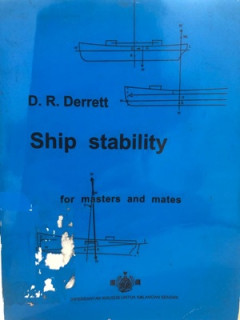 D. R. Derrett
Ship stability
for masters and mates